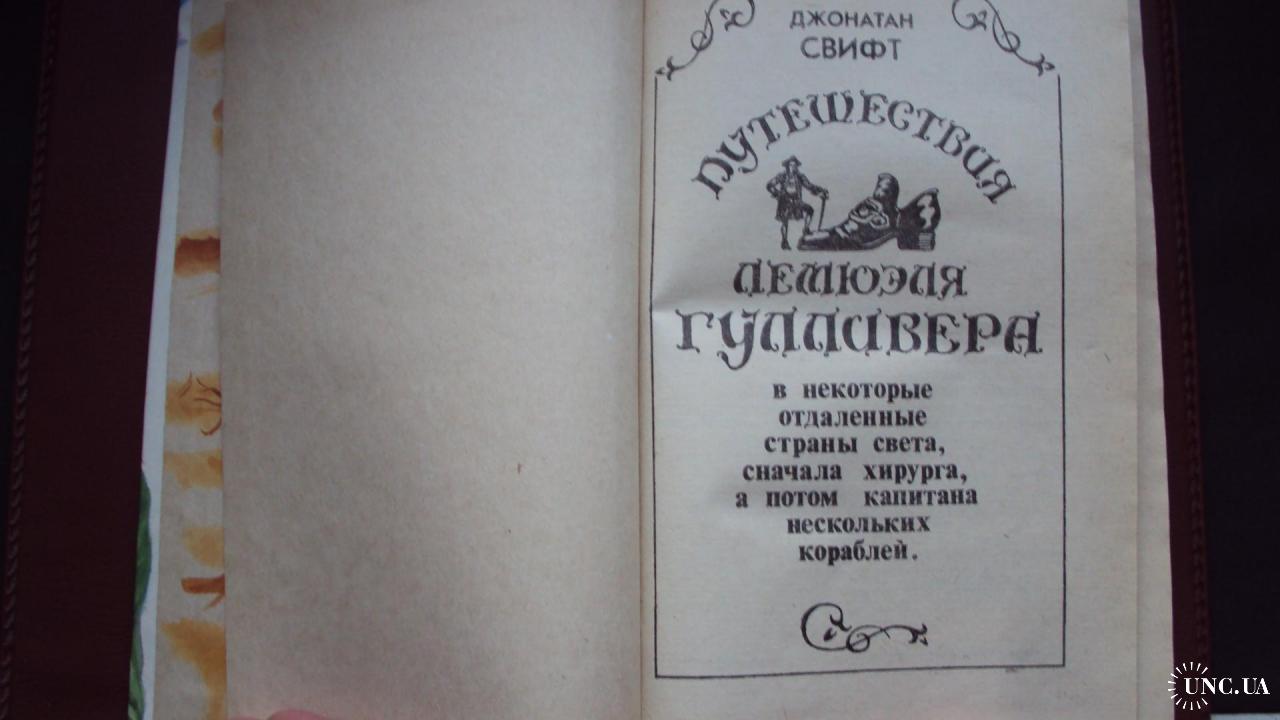 ДЖОНАТАН
СВИФТ
ПУТЕШЕСТВИЯ
ЛЕМЮЭЛЯ
ГУЛЛИВЕРА
в некоторые
отдаленные
страны света,
сначала хирурга,
а потом капитана
нескольких
кораблей.
UNC.UA